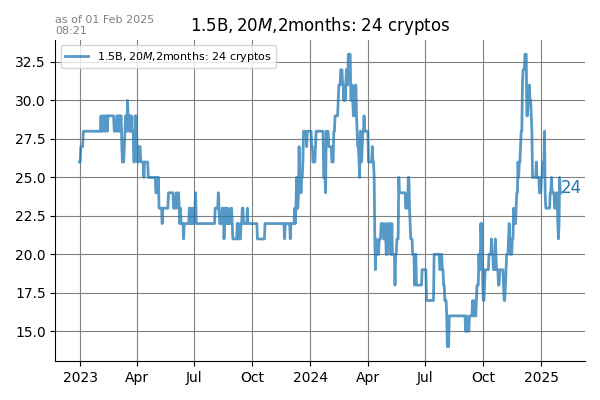 as of 01 Feb 2025
08:21
1.5B, 20M,2months: 24 cryptos
1.5B, 20M,2months: 24 cryptos
32.5
30.0
27.5
25.0
22.5
20.0
17.5
15.0
24
2023
Apr
Jul
Oct
2024
Apr
Jul
Oct
2025